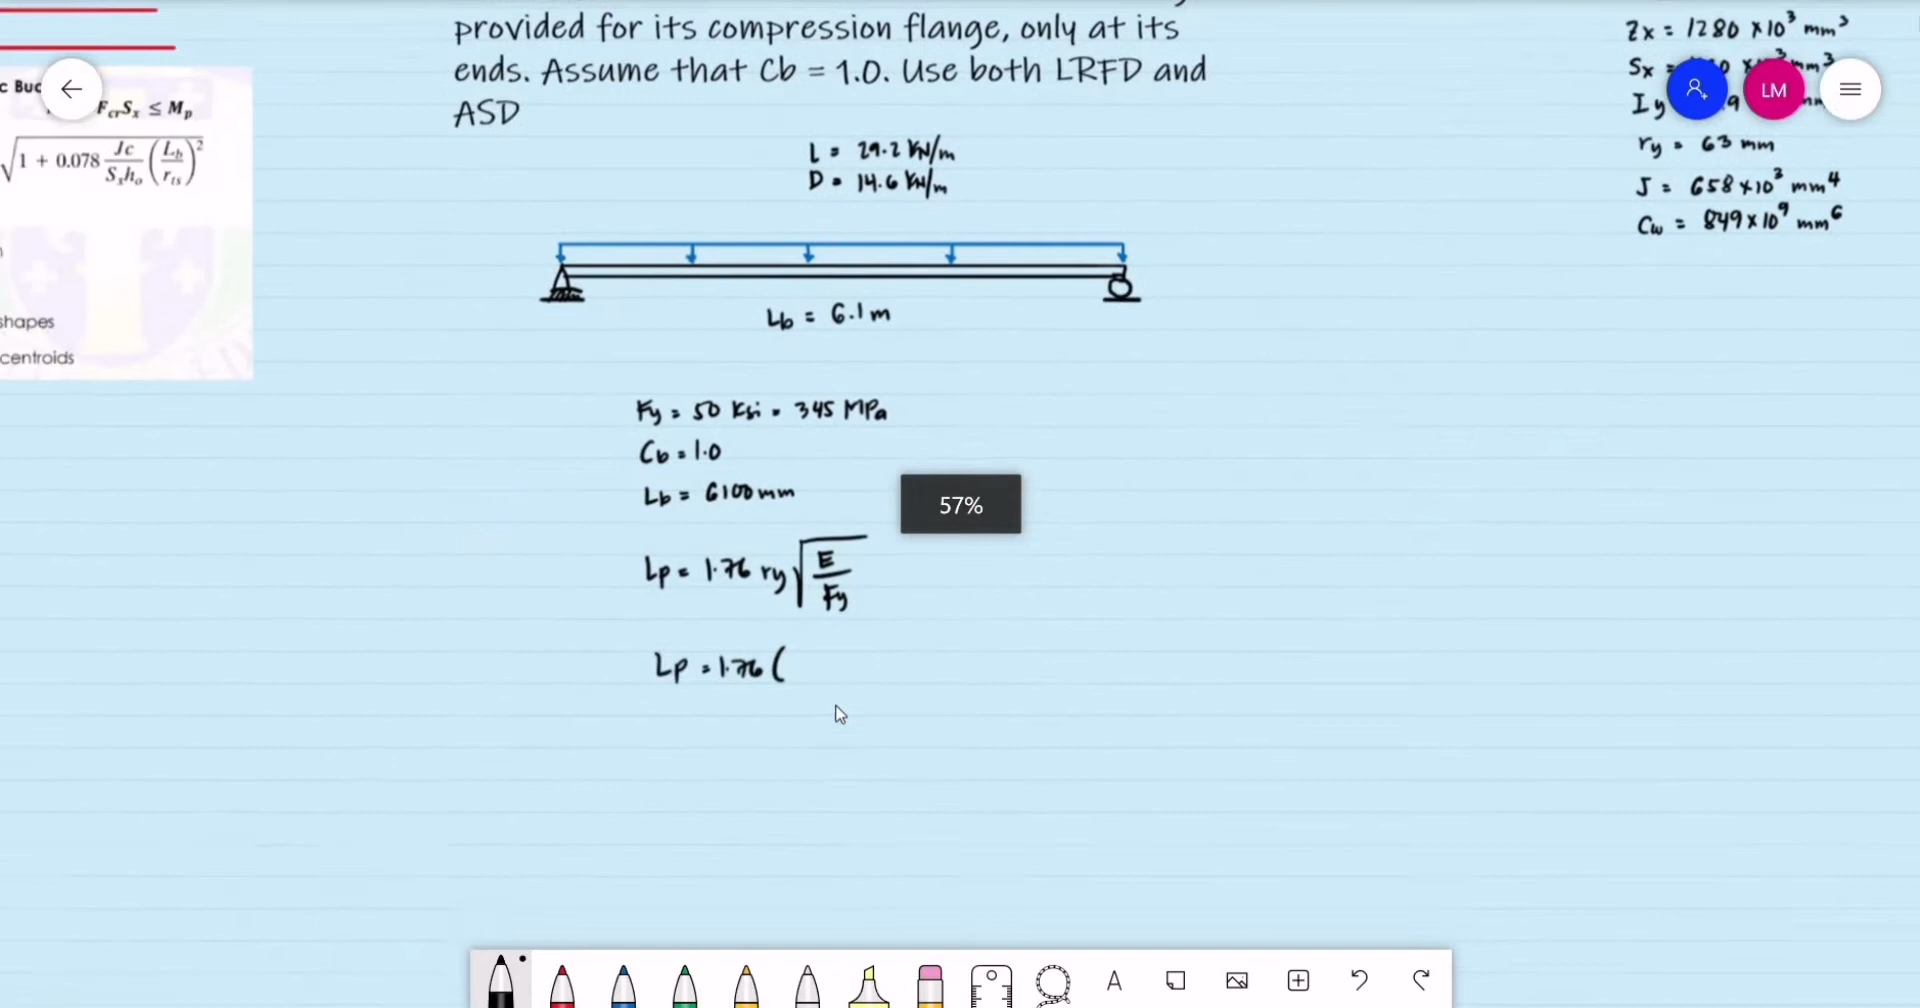 provided for its compression flange, only at its
ends. Assume that Cb = 1.0. Use both LRFD and
ASD
FcrSx ≤ Mp
√1 + 0.078 Jc/Sxho (Lb/rts)²
shapes
centroids
L = 29.2 KN/m
D = 14.6 KN/m
Lb = 6.1 m
Fy = 50 Ksi = 345 MPa
Cb = 1.0
Lb = 6100 mm
Lp = 1.76 ry √E/Fy
Lp = 1.76 (
57%
Zx = 1280 ×10³ mm³
Sx =
Iy
ry = 63 mm
J = 658 ×10³ mm⁴
Cw = 849 ×10⁹ mm⁶
LM
A